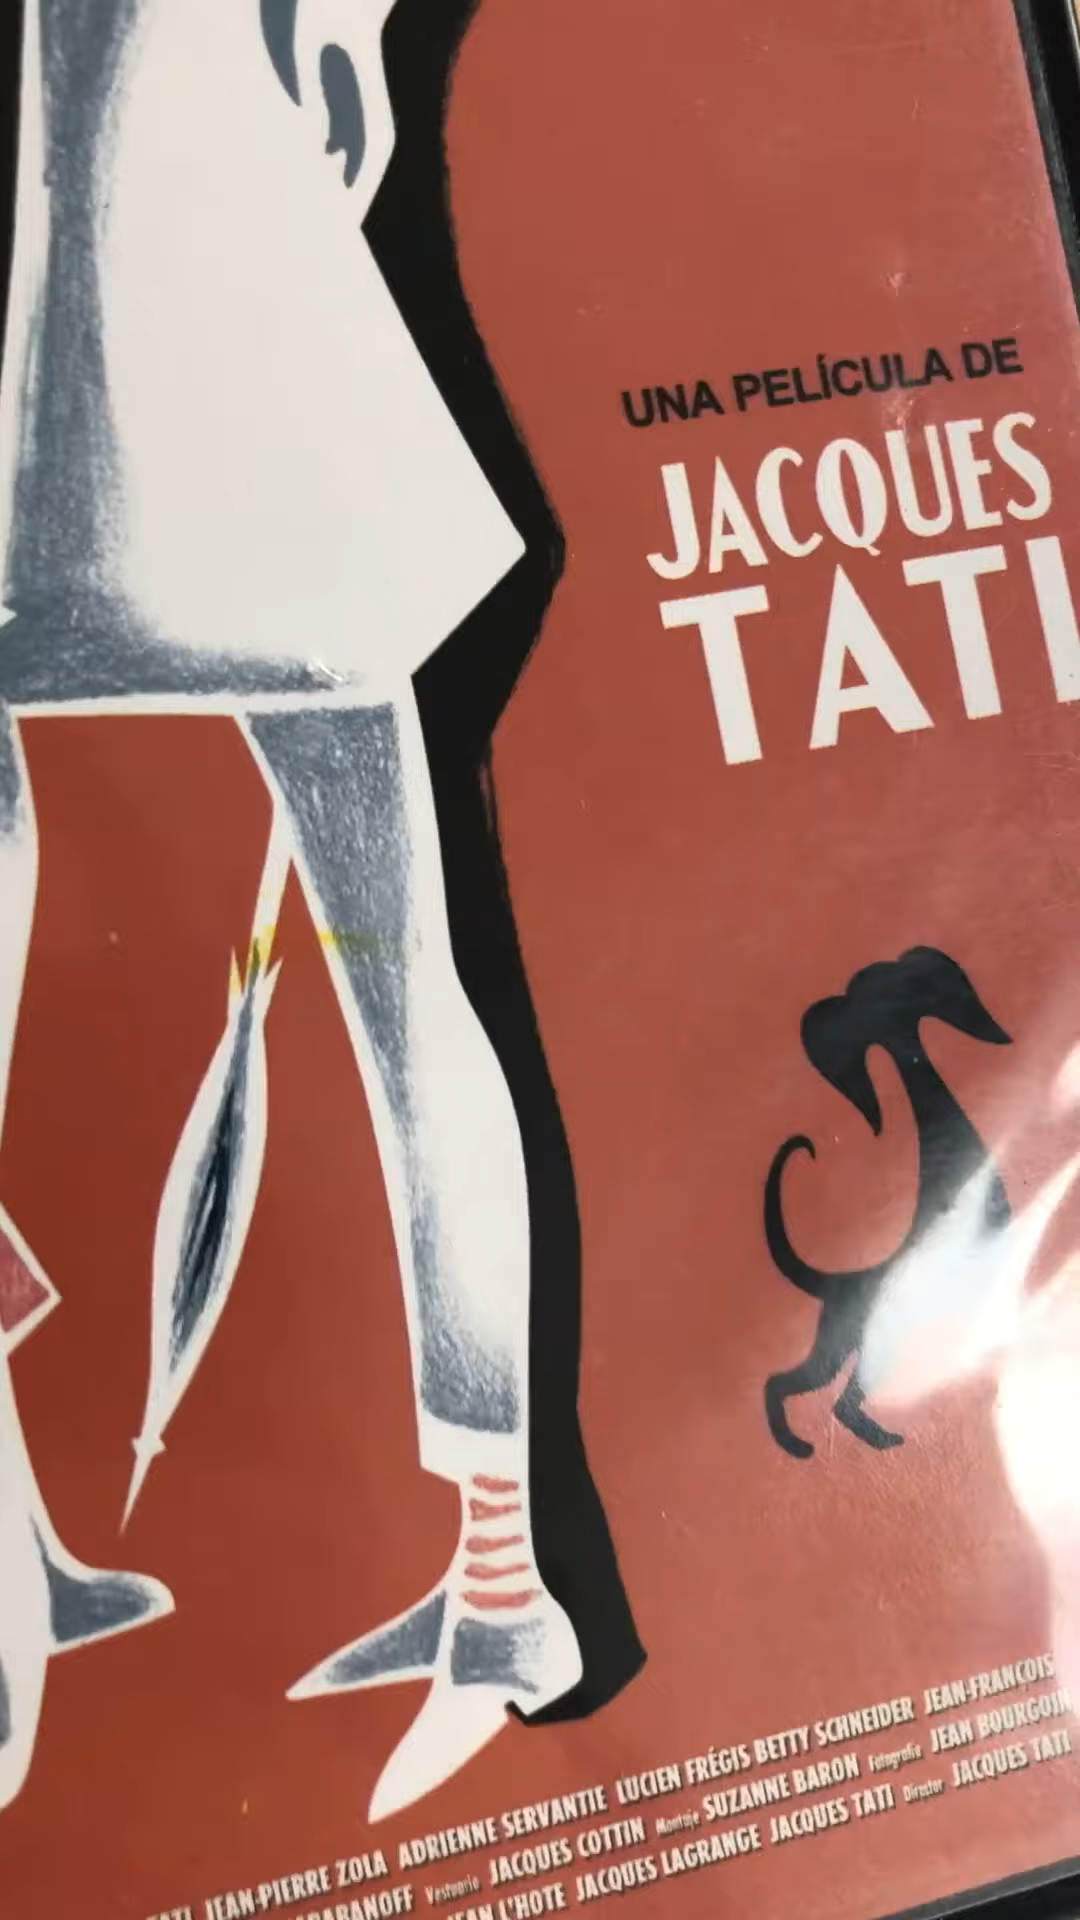 UNA PELÍCULA DE
JACQUES
TATI
TATI JEAN-PIERRE ZOLA ADRIENNE SERVANTIE LUCIEN FRÉGIS BETTY SCHNEIDER JEAN-FRANÇOIS
Vestuario JACQUES COTTIN Montaje SUZANNE BARON Fotografía JEAN BOURGOIN
JEAN L'HOTE JACQUES LAGRANGE JACQUES TATI Director JACQUES TATI